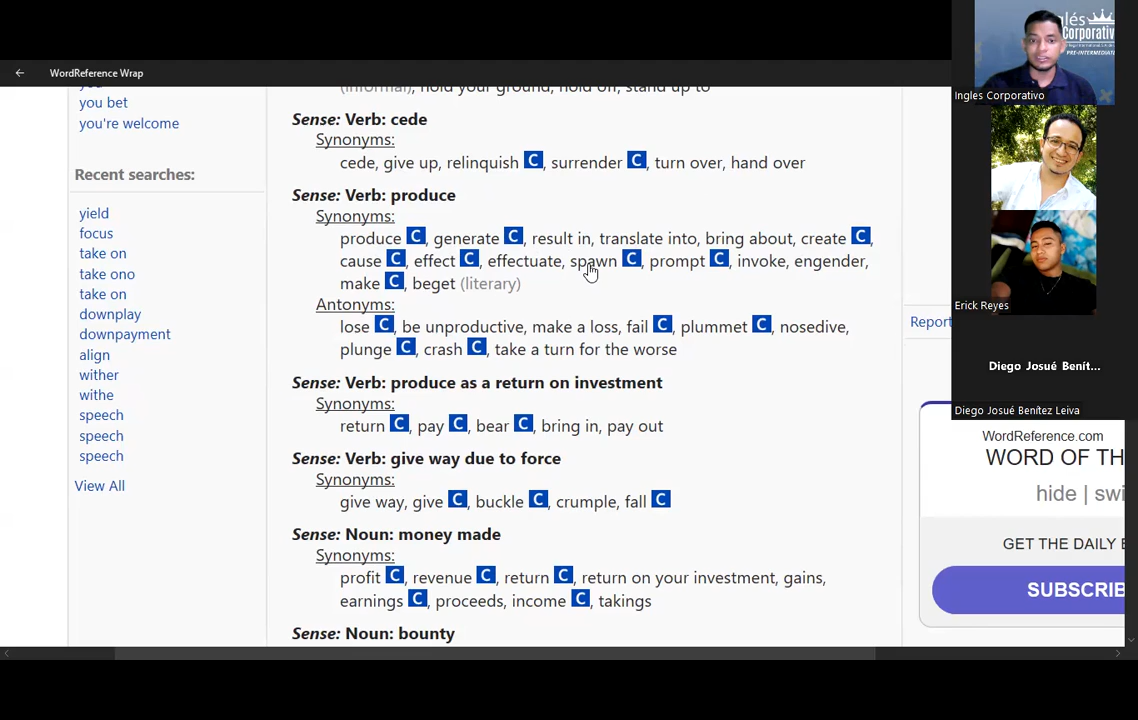 WordReference Wrap
you bet
you're welcome
Recent searches:
yield
focus
take on
take ono
take on
downplay
downpayment
align
wither
withe
speech
speech
speech
View All
(informal), hold your ground, hold on, stand up to
Sense: Verb: cede
Synonyms:
cede, give up, relinquish C, surrender C, turn over, hand over
Sense: Verb: produce
Synonyms:
produce C, generate C, result in, translate into, bring about, create C,
cause C, effect C, effectuate, spawn C, prompt C, invoke, engender,
make C, beget (literary)
Antonyms:
lose C, be unproductive, make a loss, fail C, plummet C, nosedive,
plunge C, crash C, take a turn for the worse
Sense: Verb: produce as a return on investment
Synonyms:
return C, pay C, bear C, bring in, pay out
Sense: Verb: give way due to force
Synonyms:
give way, give C, buckle C, crumple, fall C
Sense: Noun: money made
Synonyms:
profit C, revenue C, return C, return on your investment, gains,
earnings C, proceeds, income C, takings
Sense: Noun: bounty
Report
WordReference.com
WORD OF TH
hide | swi
GET THE DAILY E
SUBSCRIBE
glés
Corporativ
PRE-INTERMEDIATE
Ingles Corporativo
Erick Reyes
Diego Josué Benít...
Diego Josué Benítez Leiva